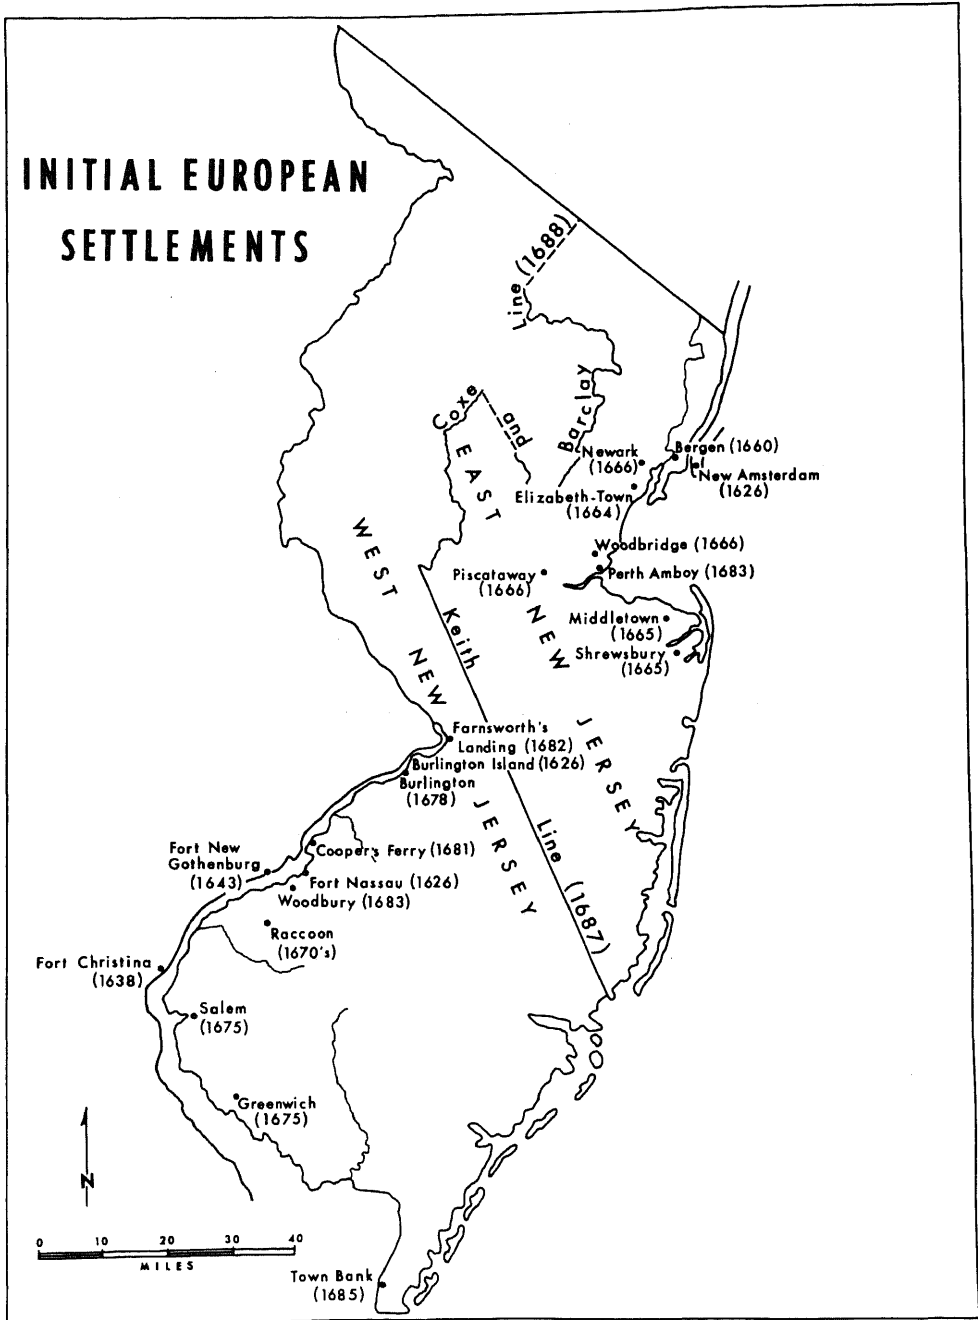 INITIAL EUROPEAN
SETTLEMENTS
Line (1688)
Coxe
and
Barclay
EAST
NEW
JERSEY
WEST
NEW
JERSEY
Keith
Line (1687)
Newark
(1666)
Bergen (1660)
New Amsterdam
(1626)
Elizabeth-Town
(1664)
Woodbridge (1666)
Piscataway
(1666)
Perth Amboy (1683)
Middletown
(1665)
Shrewsbury
(1665)
Farnsworth's
Landing (1682)
Burlington Island (1626)
Burlington
(1678)
Cooper's Ferry (1681)
Fort New
Gothenburg
(1643)
Fort Nassau (1626)
Woodbury (1683)
Raccoon
(1670's)
Fort Christina
(1638)
Salem
(1675)
Greenwich
(1675)
N
0 10 20 30 40
MILES
Town Bank
(1685)